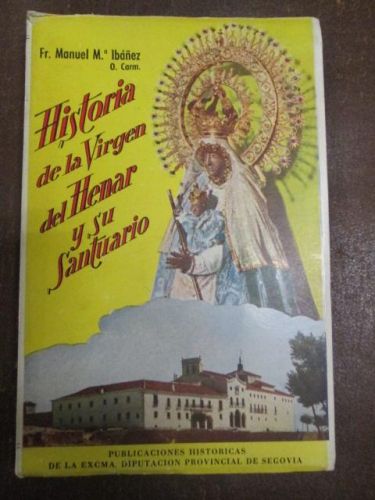 Fr. Manuel M.ª Ibáñez
O. Carm.
Historia
de la Virgen
del Henar
y su
Santuario
PUBLICACIONES HISTORICAS
DE LA EXCMA. DIPUTACION PROVINCIAL DE SEGOVIA